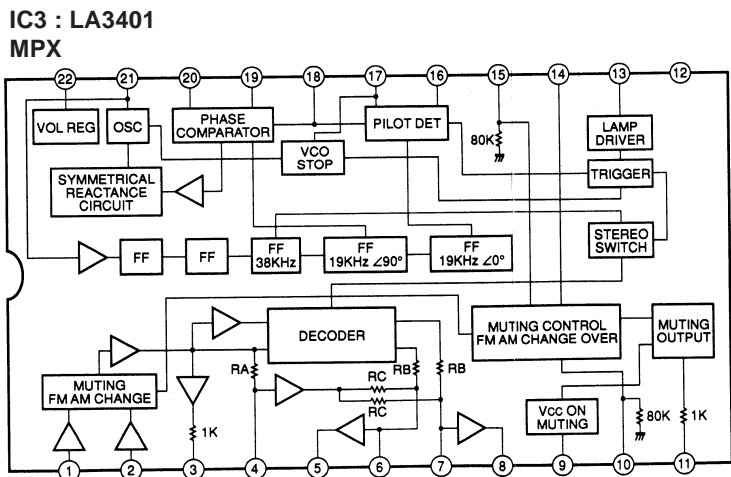 IC3 : LA3401
MPX
22 21 20 19 18 17 16 15 14 13 12
VOL REG
OSC
PHASE
COMPARATOR
PILOT DET
80K
LAMP
DRIVER
VCO
STOP
SYMMETRICAL
REACTANCE
CIRCUIT
TRIGGER
STEREO
SWITCH
FF
FF
FF
38KHz
FF
19KHz ∠90°
FF
19KHz ∠0°
DECODER
MUTING CONTROL
FM AM CHANGE OVER
MUTING
OUTPUT
MUTING
FM AM CHANGE
RA
RB
RB
RC
RC
1K
Vcc ON
MUTING
80K
1K
1 2 3 4 5 6 7 8 9 10 11